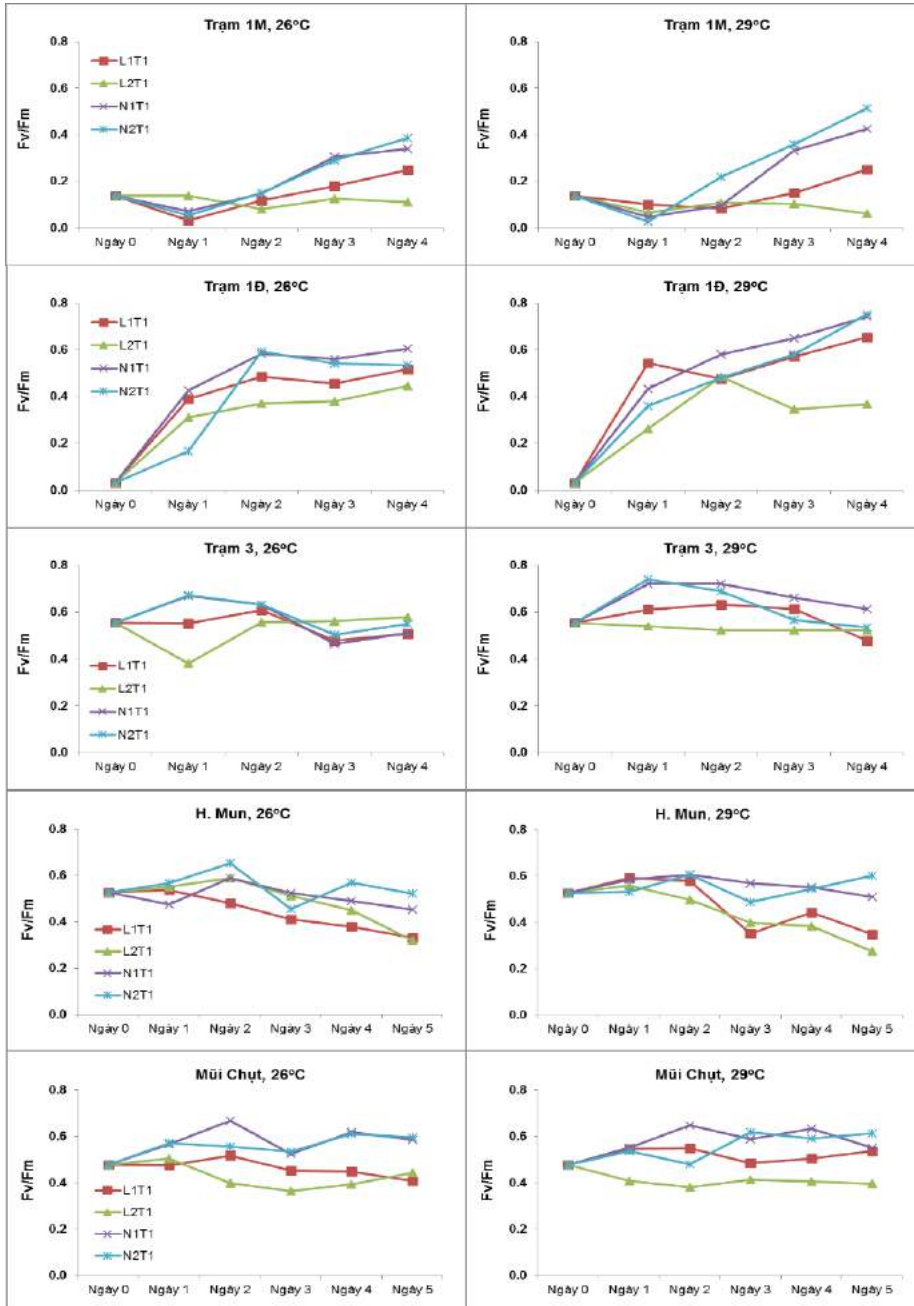 Trạm 1M, 26°C
0.8
0.6
0.4
0.2
0.0
Fv/Fm
L1T1
L2T1
N1T1
N2T1
Ngày 0 Ngày 1 Ngày 2 Ngày 3 Ngày 4
Trạm 1M, 29°C
0.8
0.6
0.4
0.2
0.0
Fv/Fm
Ngày 0 Ngày 1 Ngày 2 Ngày 3 Ngày 4
Trạm 1Đ, 26°C
0.8
0.6
0.4
0.2
0.0
Fv/Fm
L1T1
L2T1
N1T1
N2T1
Ngày 0 Ngày 1 Ngày 2 Ngày 3 Ngày 4
Trạm 1Đ, 29°C
0.8
0.6
0.4
0.2
0.0
Fv/Fm
Ngày 0 Ngày 1 Ngày 2 Ngày 3 Ngày 4
Trạm 3, 26°C
0.8
0.6
0.4
0.2
0.0
Fv/Fm
L1T1
L2T1
N1T1
N2T1
Ngày 0 Ngày 1 Ngày 2 Ngày 3 Ngày 4
Trạm 3, 29°C
0.8
0.6
0.4
0.2
0.0
Fv/Fm
Ngày 0 Ngày 1 Ngày 2 Ngày 3 Ngày 4
H. Mun, 26°C
0.8
0.6
0.4
0.2
0.0
Fv/Fm
L1T1
L2T1
N1T1
N2T1
Ngày 0 Ngày 1 Ngày 2 Ngày 3 Ngày 4 Ngày 5
H. Mun, 29°C
0.8
0.6
0.4
0.2
0.0
Fv/Fm
Ngày 0 Ngày 1 Ngày 2 Ngày 3 Ngày 4 Ngày 5
Mũi Chụt, 26°C
0.8
0.6
0.4
0.2
0.0
Fv/Fm
L1T1
L2T1
N1T1
N2T1
Ngày 0 Ngày 1 Ngày 2 Ngày 3 Ngày 4 Ngày 5
Mũi Chụt, 29°C
0.8
0.6
0.4
0.2
0.0
Fv/Fm
Ngày 0 Ngày 1 Ngày 2 Ngày 3 Ngày 4 Ngày 5